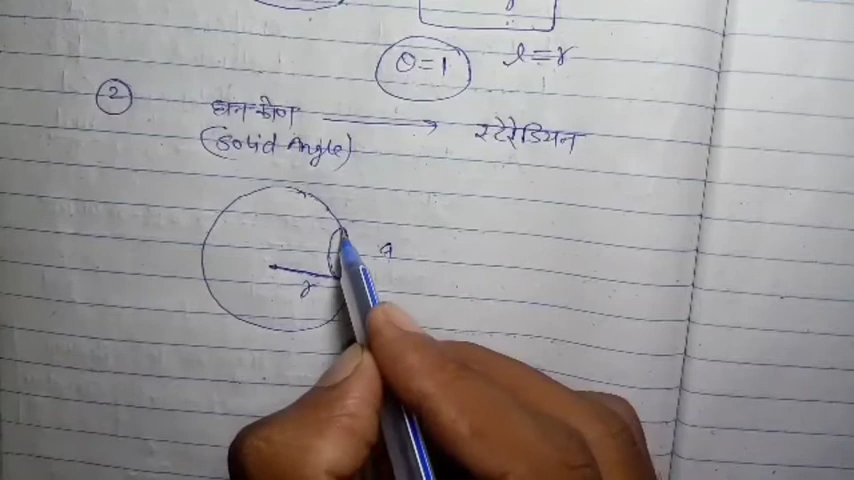 θ = 1 l = r
2 घन-कोण → स्टेरेडियन
(Solid Angle)
a
r